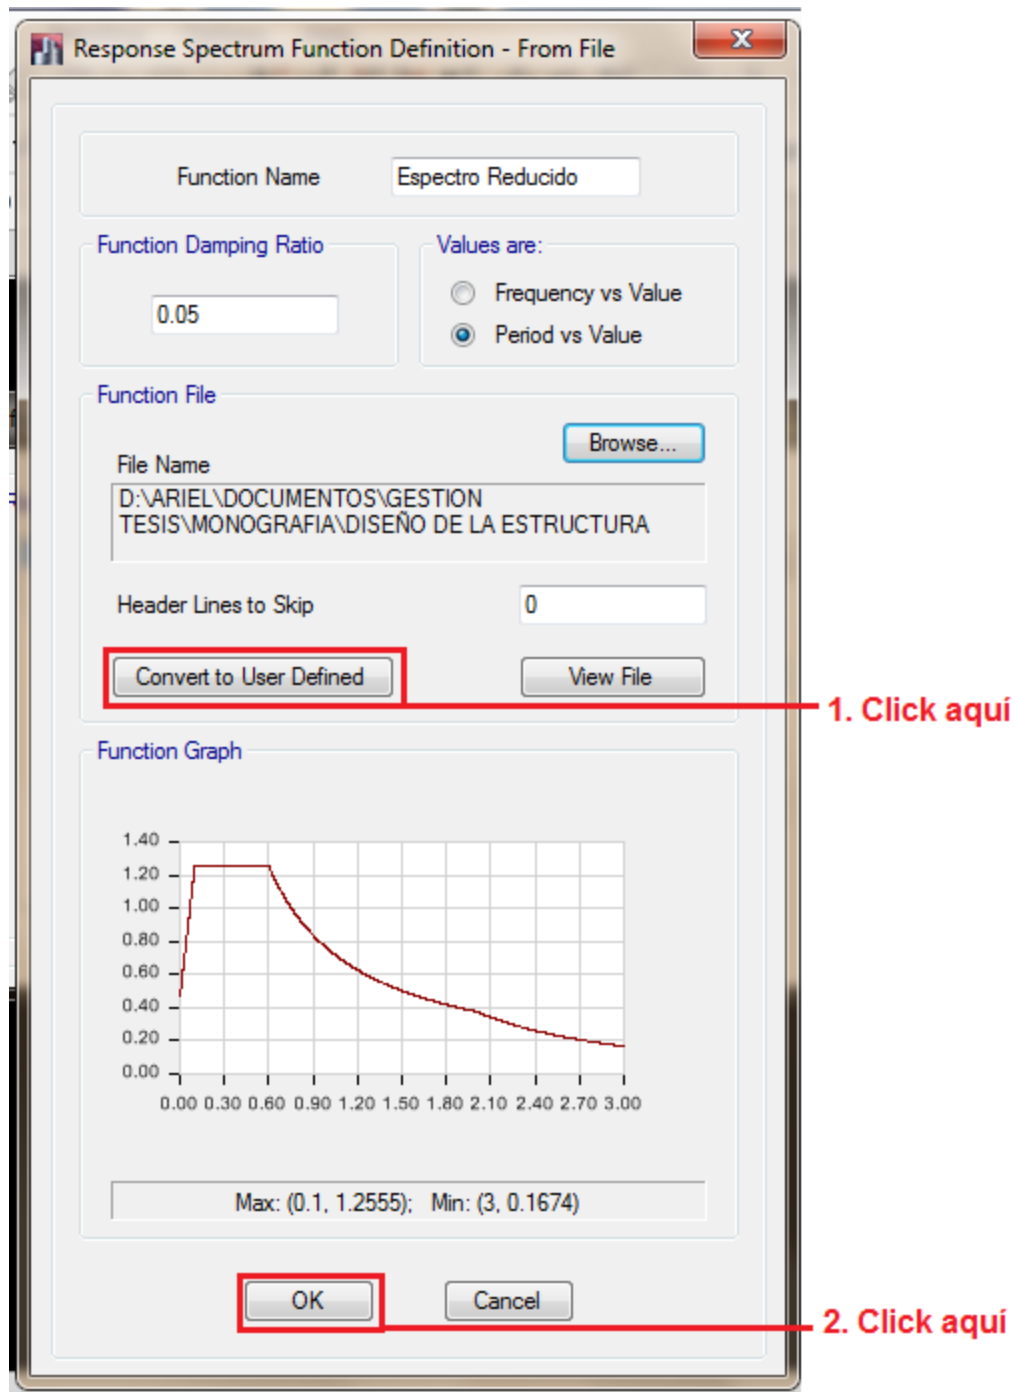 Response Spectrum Function Definition - From File
Function Name Espectro Reducido
Function Damping Ratio
0.05
Values are:
Frequency vs Value
Period vs Value
Function File
Browse...
File Name
D:\ARIEL\DOCUMENTOS\GESTION
TESIS\MONOGRAFIA\DISEÑO DE LA ESTRUCTURA
Header Lines to Skip 0
Convert to User Defined View File
1. Click aquí
Function Graph
1.40
1.20
1.00
0.80
0.60
0.40
0.20
0.00
0.00 0.30 0.60 0.90 1.20 1.50 1.80 2.10 2.40 2.70 3.00
Max: (0.1, 1.2555); Min: (3, 0.1674)
OK Cancel
2. Click aquí